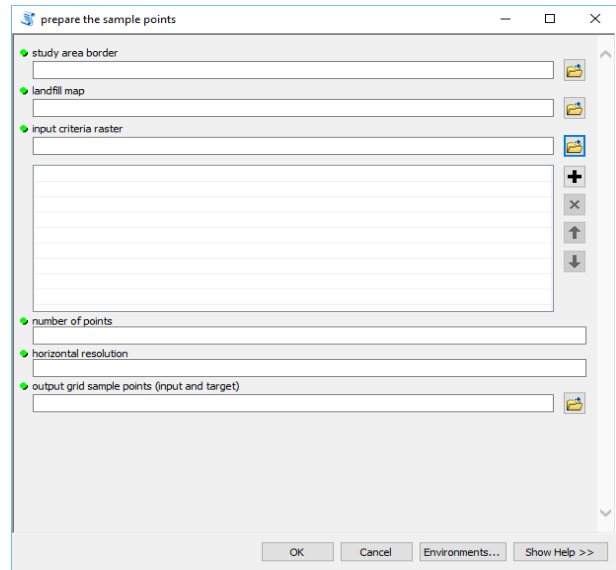 prepare the sample points
study area border
landfill map
input criteria raster
number of points
horizontal resolution
output grid sample points (input and target)
OK Cancel Environments... Show Help >>